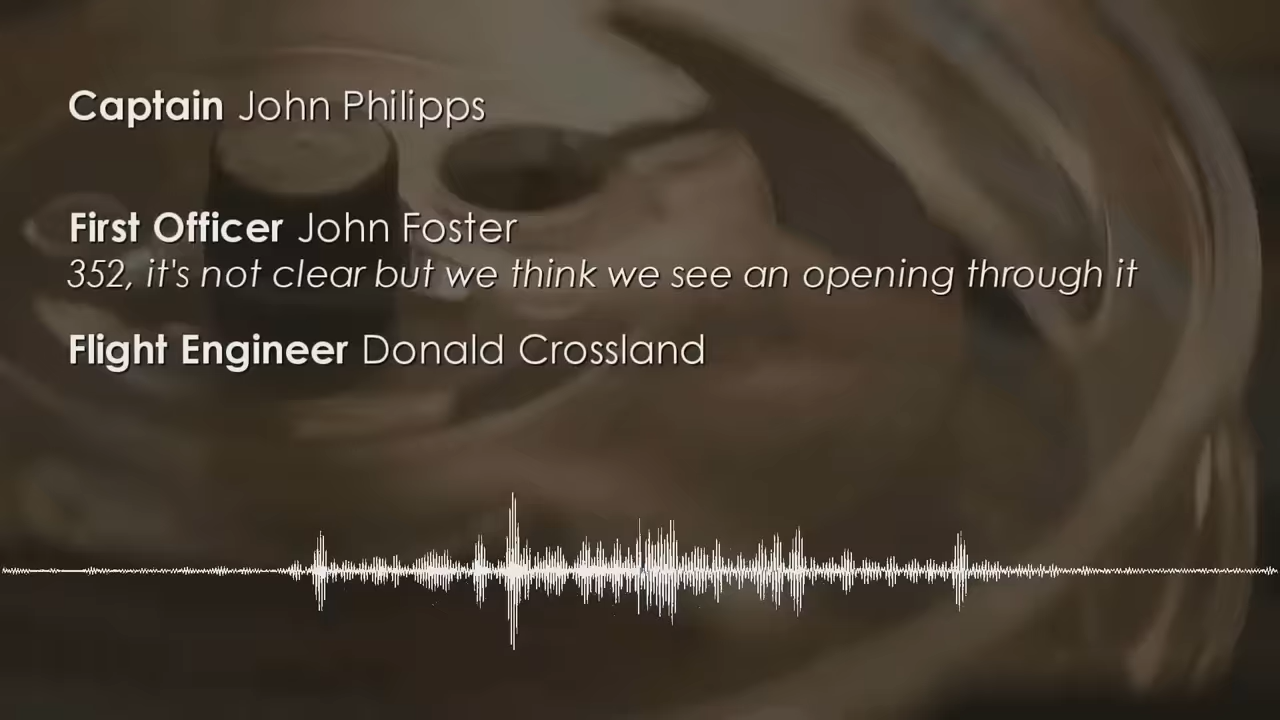 Captain John Philipps
First Officer John Foster
352, it's not clear but we think we see an opening through it
Flight Engineer Donald Crossland